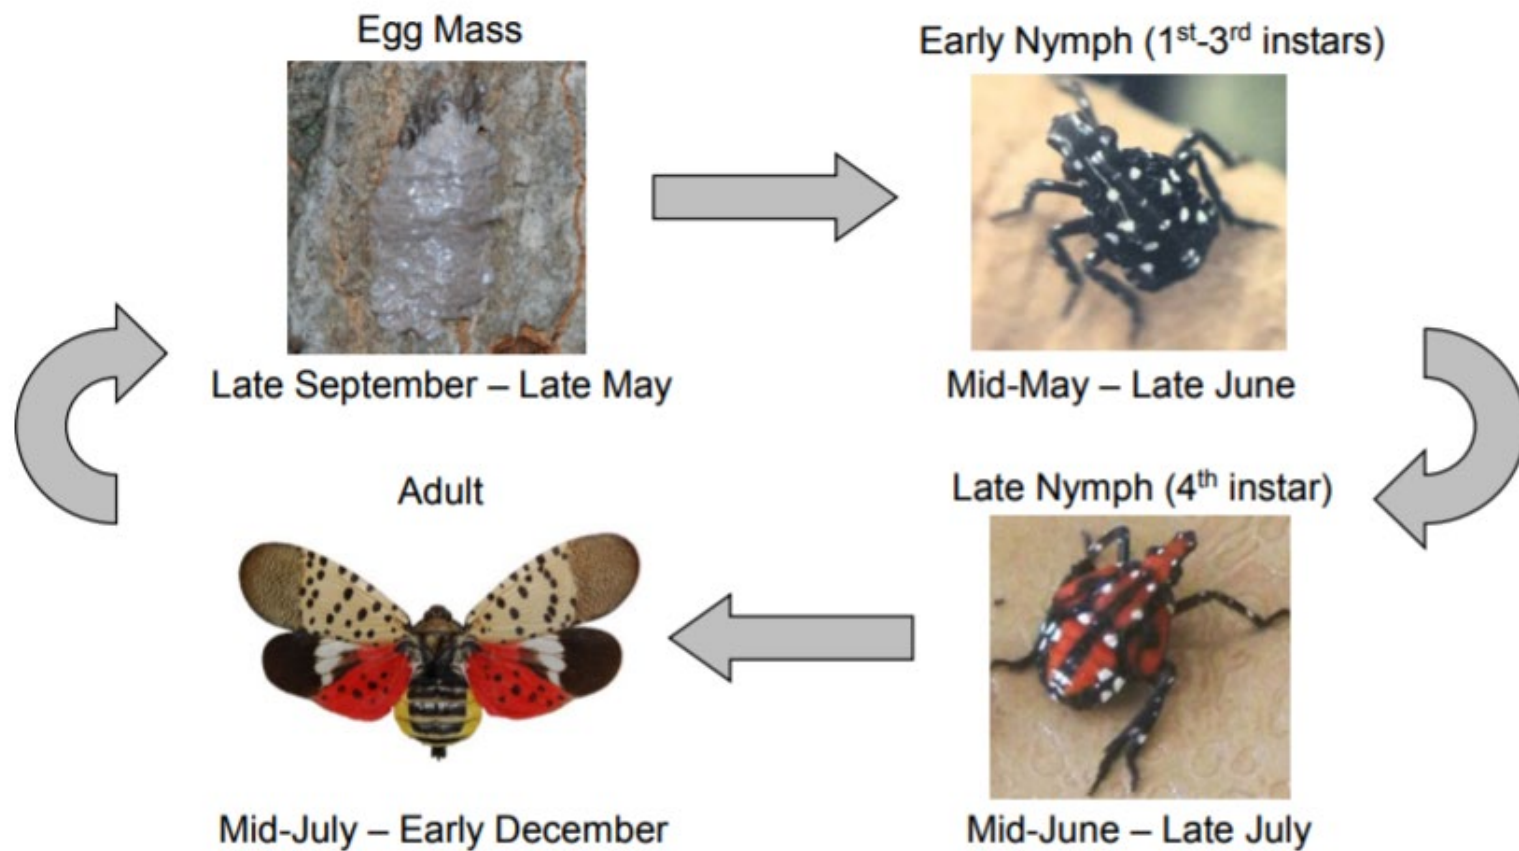 Egg Mass
Early Nymph (1st-3rd instars)
Late September – Late May
Mid-May – Late June
Adult
Late Nymph (4th instar)
Mid-July – Early December
Mid-June – Late July